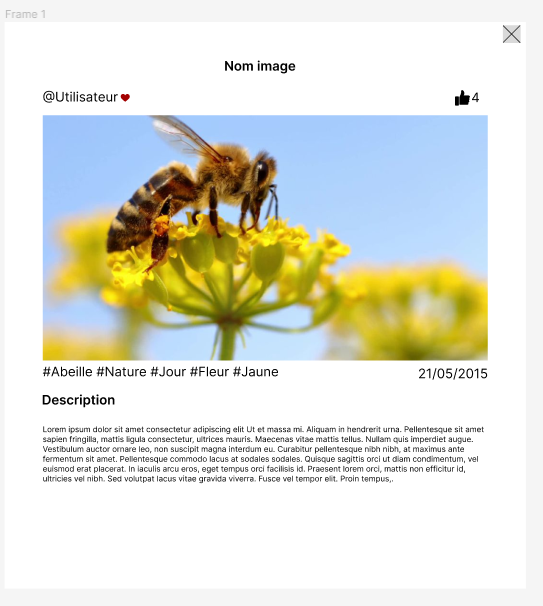 Frame 1
Nom image
@Utilisateur
4
#Abeille #Nature #Jour #Fleur #Jaune
21/05/2015
Description
Lorem ipsum dolor sit amet consectetur adipiscing elit Ut et massa mi. Aliquam in hendrerit urna. Pellentesque sit amet
sapien fringilla, mattis ligula consectetur, ultrices mauris. Maecenas vitae mattis tellus. Nullam quis imperdiet augue.
Vestibulum auctor ornare leo, non suscipit magna interdum eu. Curabitur pellentesque nibh nibh, at maximus ante
fermentum sit amet. Pellentesque commodo lacus at sodales sodales. Quisque sagittis orci ut diam condimentum, vel
euismod erat placerat. In iaculis arcu eros, eget tempus orci facilisis id. Praesent lorem orci, mattis non efficitur id,
ultricies vel nibh. Sed volutpat lacus vitae gravida viverra. Fusce vel tempor elit. Proin tempus,.